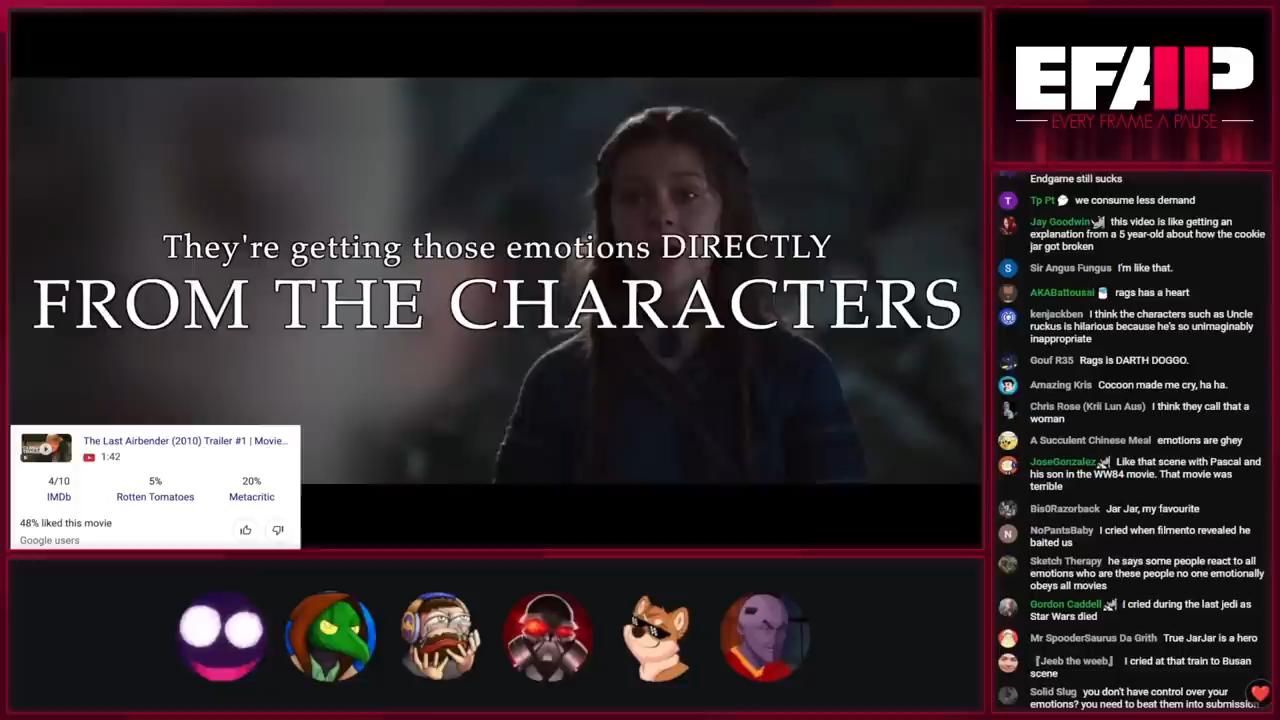 They're getting those emotions DIRECTLY
FROM THE CHARACTERS
The Last Airbender (2010) Trailer #1 | Movie...
1:42
4/10
5%
20%
IMDb
Rotten Tomatoes
Metacritic
48% liked this movie
Google users
EFAP
EVERY FRAME A PAUSE
Endgame still sucks
Tp Pt we consume less demand
Jay Goodwin this video is like getting an
explanation from a 5 year-old about how the cookie
jar got broken
Sir Angus Fungus I'm like that.
AKABattousai rags has a heart
kenjackben I think the characters such as Uncle
ruckus is hilarious because he's so unimaginably
inappropriate
Gouf R35 Rags is DARTH DOGGO.
Amazing Kris Cocoon made me cry, ha ha.
Chris Rose (Krii Lun Aus) I think they call that a
woman
A Succulent Chinese Meal emotions are ghey
JoseGonzalez Like that scene with Pascal and
his son in the WW84 movie. That movie was
terrible
Bis0Razorback Jar Jar, my favourite
NoPantsBaby I cried when filmento revealed he
baited us
Sketch Therapy he says some people react to all
emotions who are these people no one emotionally
obeys all movies
Gordon Caddell I cried during the last jedi as
Star Wars died
Mr SpooderSaurus Da Grith True JarJar is a hero
『Jeeb the weeb』 I cried at that train to Busan
scene
Solid Slug you don't have control over your
emotions? you need to beat them into submission.